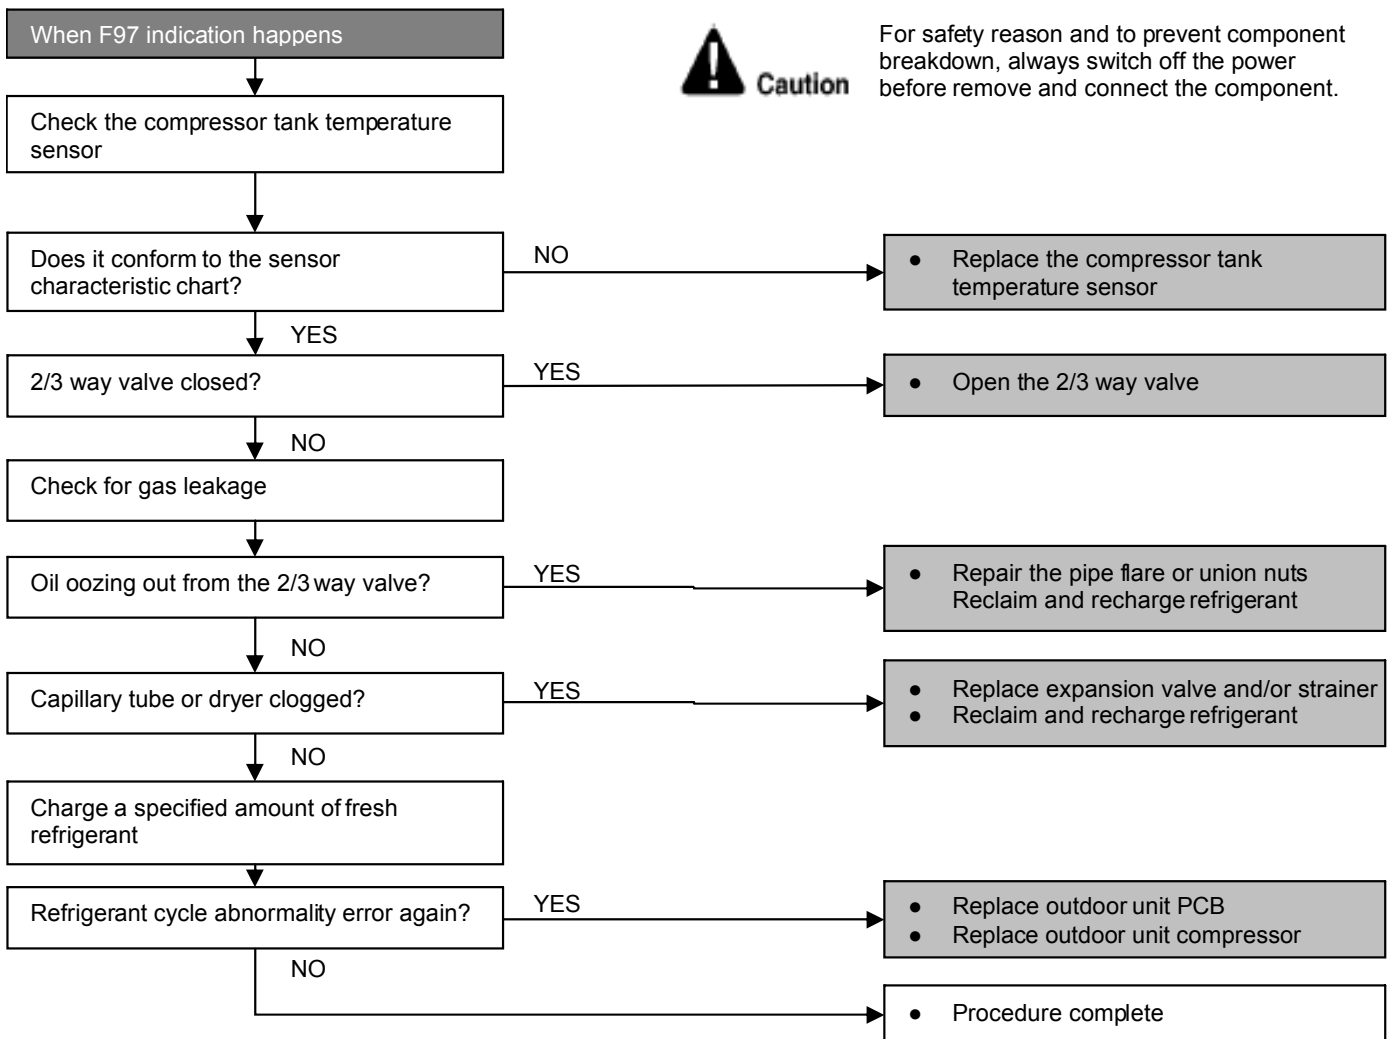 When F97 indication happens
Caution
For safety reason and to prevent component
breakdown, always switch off the power
before remove and connect the component.
Check the compressor tank temperature
sensor
Does it conform to the sensor
characteristic chart?
NO
● Replace the compressor tank
temperature sensor
YES
2/3 way valve closed?
YES
● Open the 2/3 way valve
NO
Check for gas leakage
Oil oozing out from the 2/3 way valve?
YES
● Repair the pipe flare or union nuts
Reclaim and recharge refrigerant
NO
Capillary tube or dryer clogged?
YES
● Replace expansion valve and/or strainer
● Reclaim and recharge refrigerant
NO
Charge a specified amount of fresh
refrigerant
Refrigerant cycle abnormality error again?
YES
● Replace outdoor unit PCB
● Replace outdoor unit compressor
NO
● Procedure complete